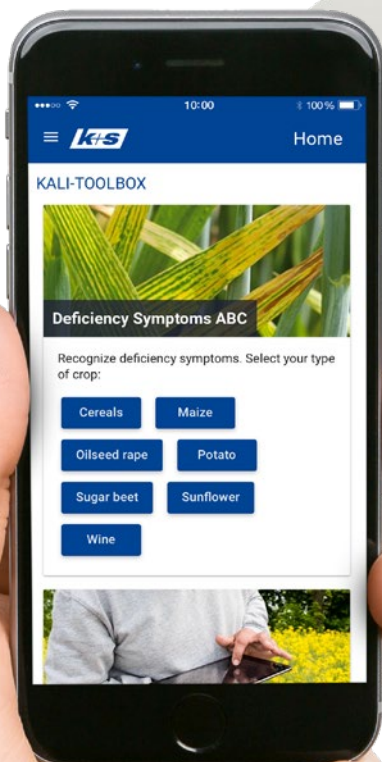 10:00
100%
K+S
Home
KALI-TOOLBOX
Deficiency Symptoms ABC
Recognize deficiency symptoms. Select your type
of crop:
Cereals
Maize
Oilseed rape
Potato
Sugar beet
Sunflower
Wine